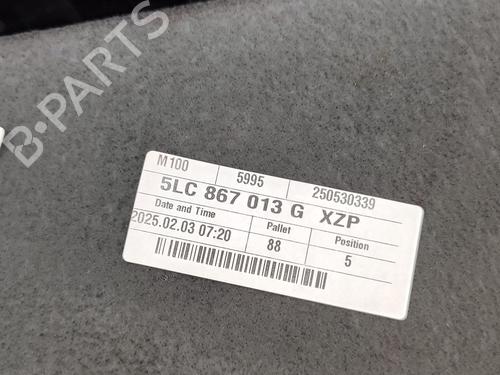 B-PARTS
M100 5995 250530339
5LC 867 013 G XZP
Date and Time Pallet Position
2025.02.03 07:20 88 5